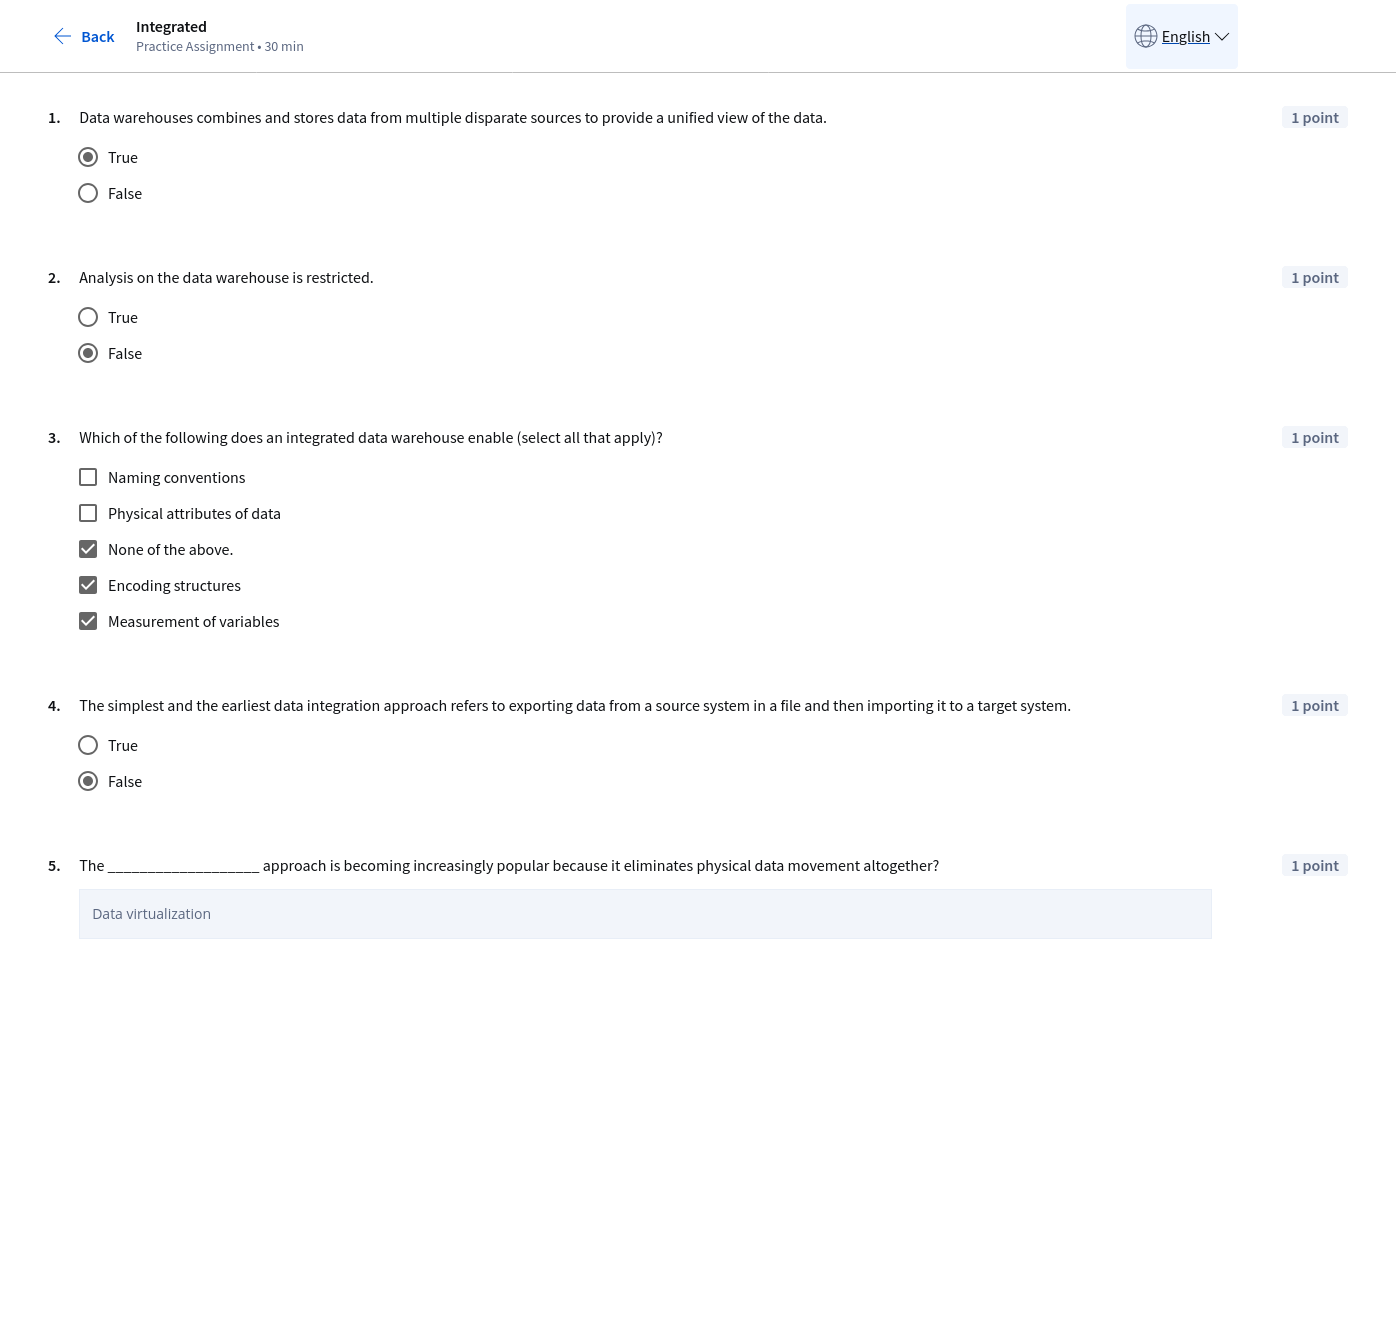 Back
Integrated
Practice Assignment • 30 min
English
1. Data warehouses combines and stores data from multiple disparate sources to provide a unified view of the data. 1 point
True
False
2. Analysis on the data warehouse is restricted. 1 point
True
False
3. Which of the following does an integrated data warehouse enable (select all that apply)? 1 point
Naming conventions
Physical attributes of data
None of the above.
Encoding structures
Measurement of variables
4. The simplest and the earliest data integration approach refers to exporting data from a source system in a file and then importing it to a target system. 1 point
True
False
5. The ___________________ approach is becoming increasingly popular because it eliminates physical data movement altogether? 1 point
Data virtualization